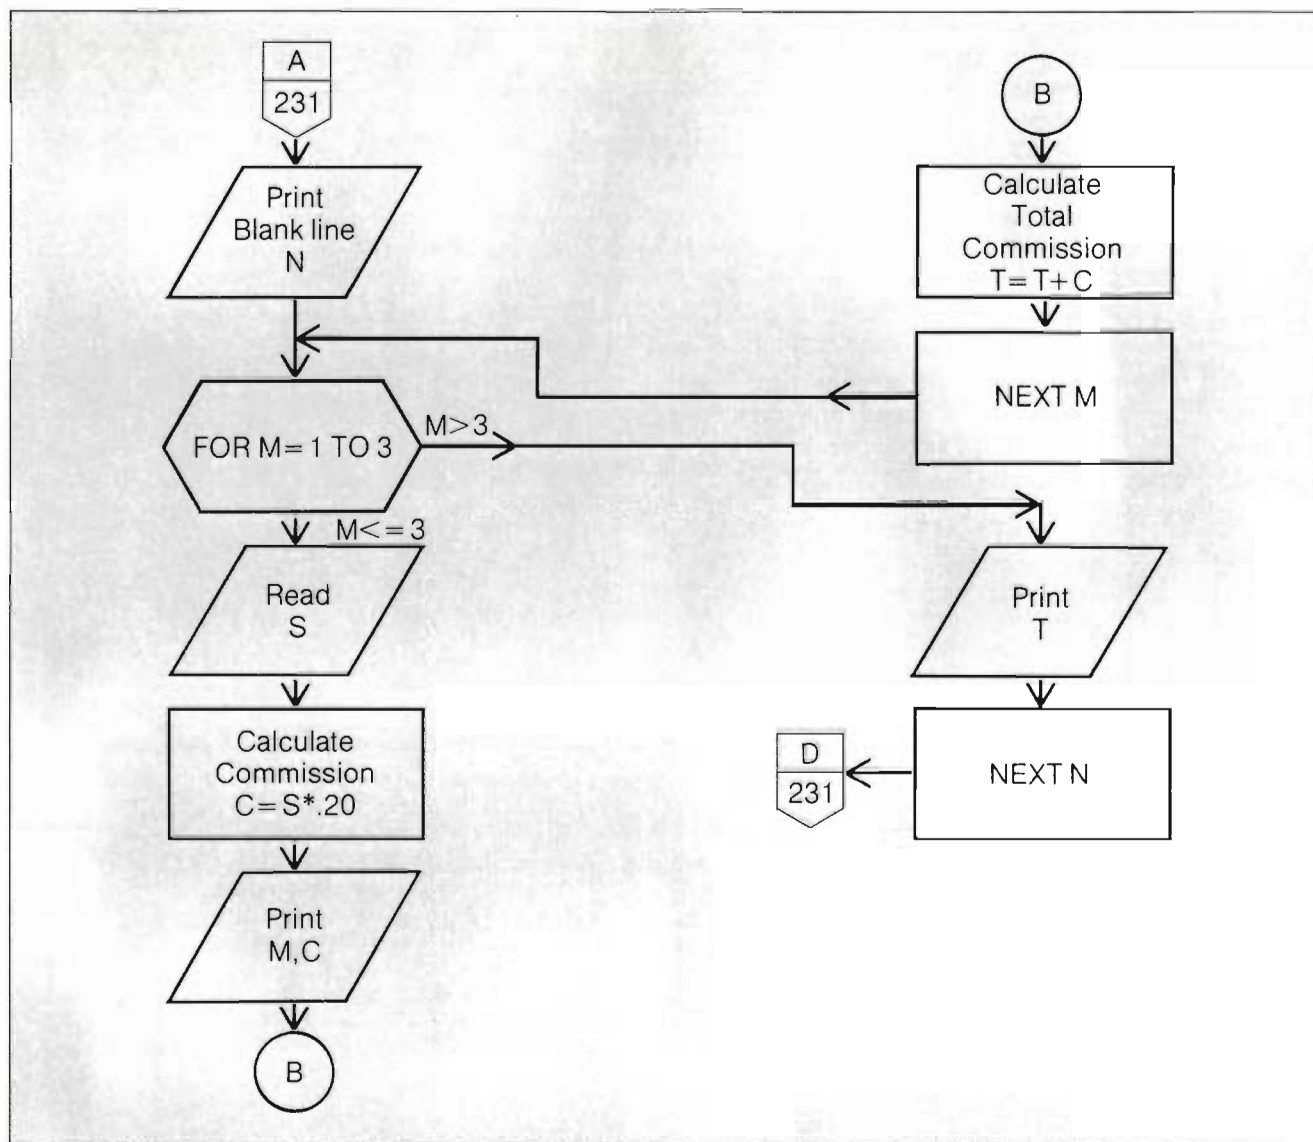 A
231
Print
Blank line
N
FOR M=1 TO 3
M>3
M<=3
Read
S
Calculate
Commission
C=S*.20
Print
M,C
B
B
Calculate
Total
Commission
T=T+C
NEXT M
Print
T
NEXT N
D
231